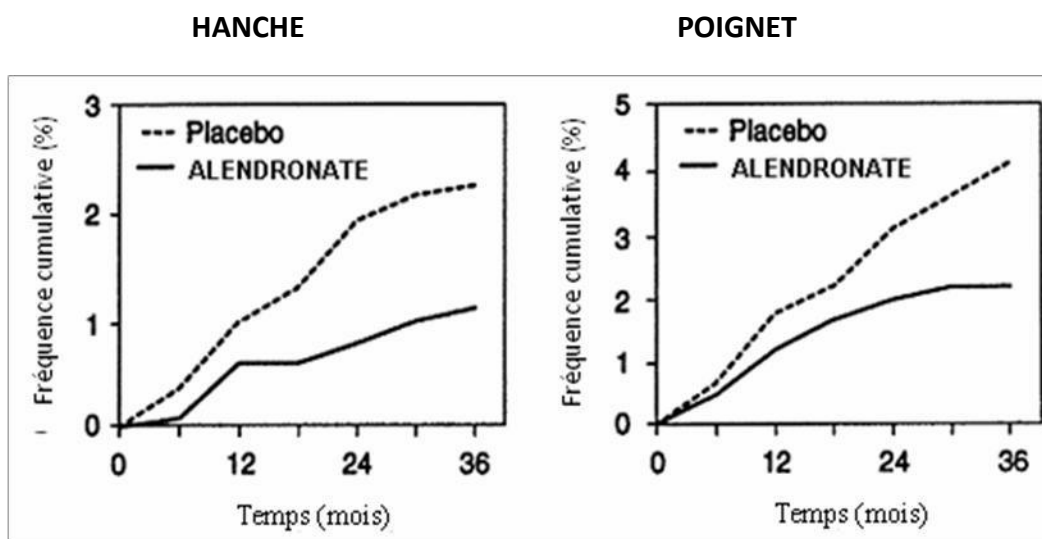 HANCHE
POIGNET
3
2
1
0
Fréquence cumulative (%)
Placebo
ALENDRONATE
0 12 24 36
Temps (mois)
5
4
3
2
1
0
Fréquence cumulative (%)
Placebo
ALENDRONATE
0 12 24 36
Temps (mois)